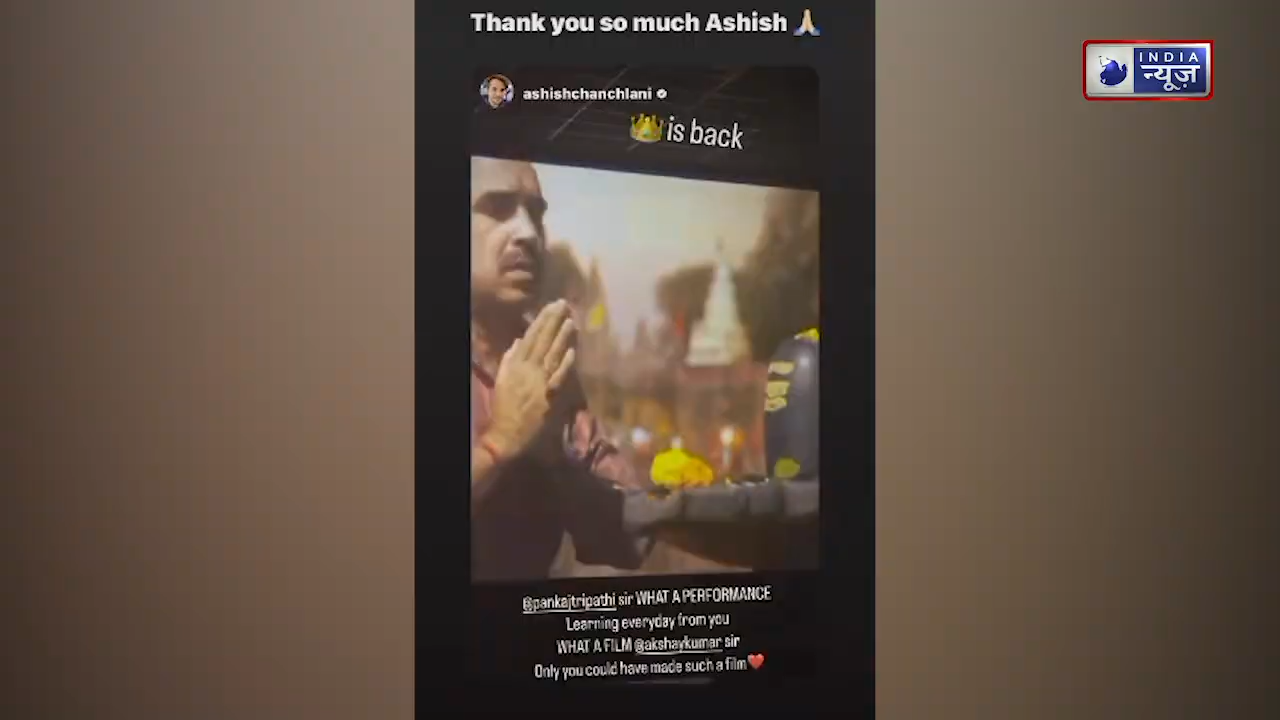 Thank you so much Ashish 🙏🏻
INDIA
न्यूज़
ashishchanchlani
👑 is back
@pankajtripathi sir WHAT A PERFORMANCE
Learning everyday from you
WHAT A FILM @akshaykumar sir
Only you could have made such a film❤️